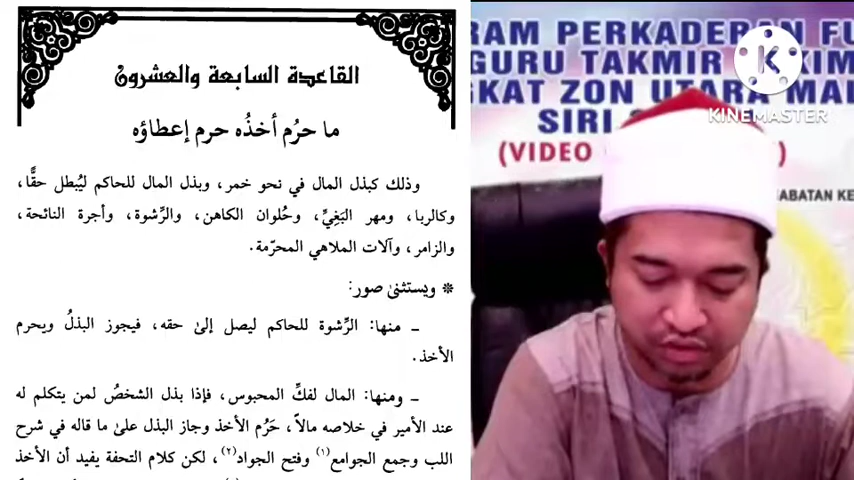 القاعدة السابعة والعشرون
ما حرُم أخذُه حرم إعطاؤه
وذلك كبذل المال في نحو خمر، وبذل المال للحاكم ليُبطل حقًّا،
وكالربا، ومهر البَغِيِّ، وحُلوان الكاهن، والرِّشوة، وأجرة النائحة،
والزامر، وآلات الملاهي المحرّمة.
* ويستثنى صور:
ـ منها: الرِّشوة للحاكم ليصل إلى حقه، فيجوز البذلُ ويحرم
الأخذ.
ـ ومنها: المال لفكِّ المحبوس، فإذا بذل الشخصُ لمن يتكلم له
عند الأمير في خلاصه مالاً، حَرُم الأخذ وجاز البذل على ما قاله في شرح
اللب وجمع الجوامع(١) وفتح الجواد(٢)، لكن كلام التحفة يفيد أن الأخذ
RAM PERKADERAN FU
GURU TAKMIR
GKAT ZON UTARA MA
SIRI
(VIDEO
)
ABATAN KE
K
KINEMASTER